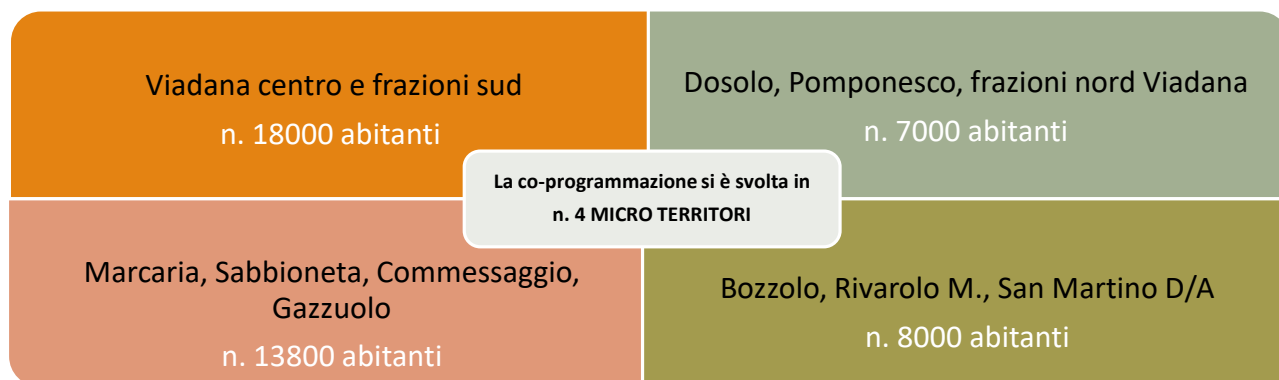 Viadana centro e frazioni sud
n. 18000 abitanti
Dosolo, Pomponesco, frazioni nord Viadana
n. 7000 abitanti
La co-programmazione si è svolta in
n. 4 MICRO TERRITORI
Marcaria, Sabbioneta, Commessaggio,
Gazzuolo
n. 13800 abitanti
Bozzolo, Rivarolo M., San Martino D/A
n. 8000 abitanti